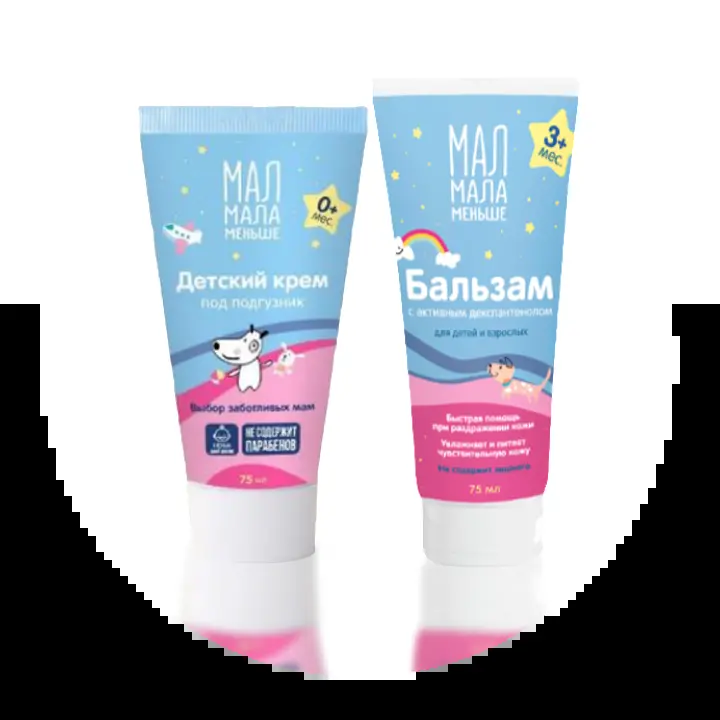 МАЛ
МАЛА
МЕНЬШЕ
0+
мес.
Детский крем
под подгузник
Выбор заботливых мам
НЕ СОДЕРЖИТ
ПАРАБЕНОВ
75 мл
МАЛ
МАЛА
МЕНЬШЕ
3+
мес.
Бальзам
с активным декспантенолом
для детей и взрослых
Быстрая помощь
при раздражении кожи
Увлажняет и питает
чувствительную кожу
Не содержит
75 мл